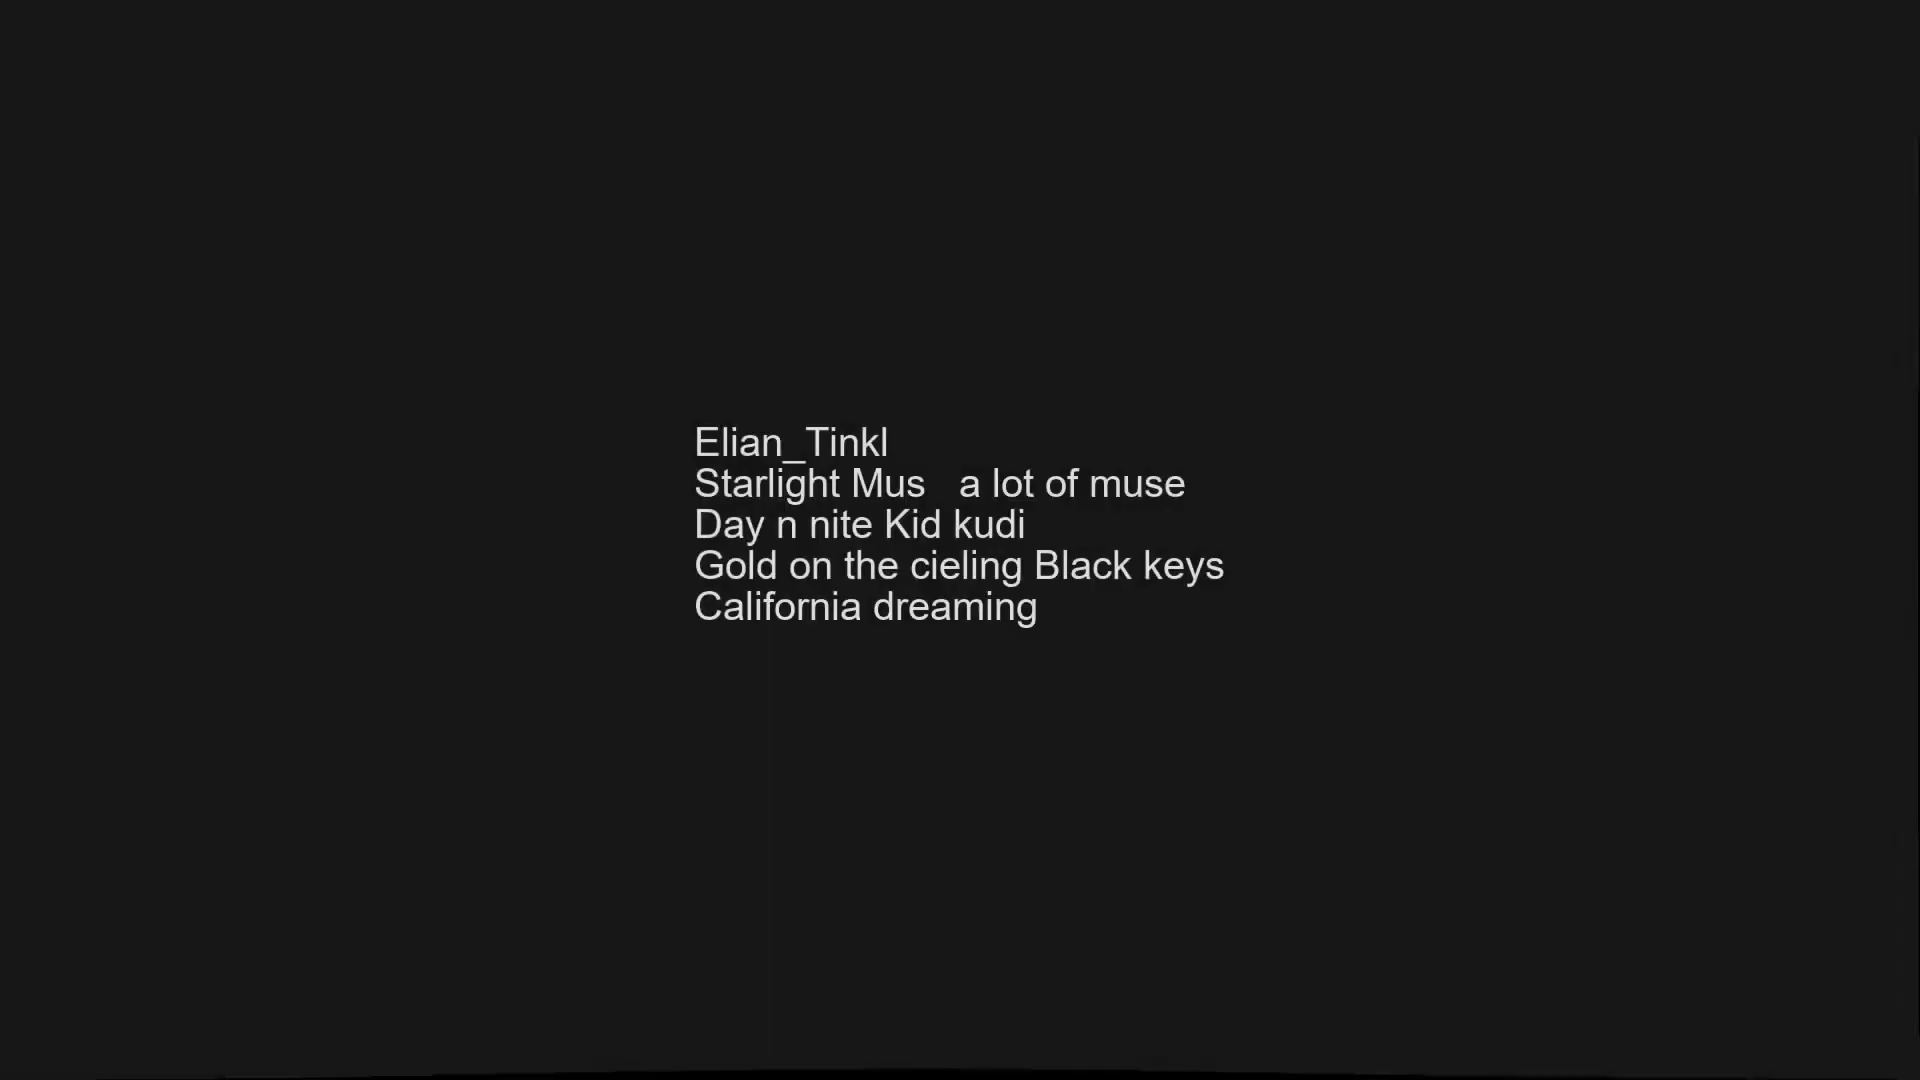 Elian_Tinkl
Starlight Mus   a lot of muse
Day n nite Kid kudi
Gold on the cieling Black keys
California dreaming